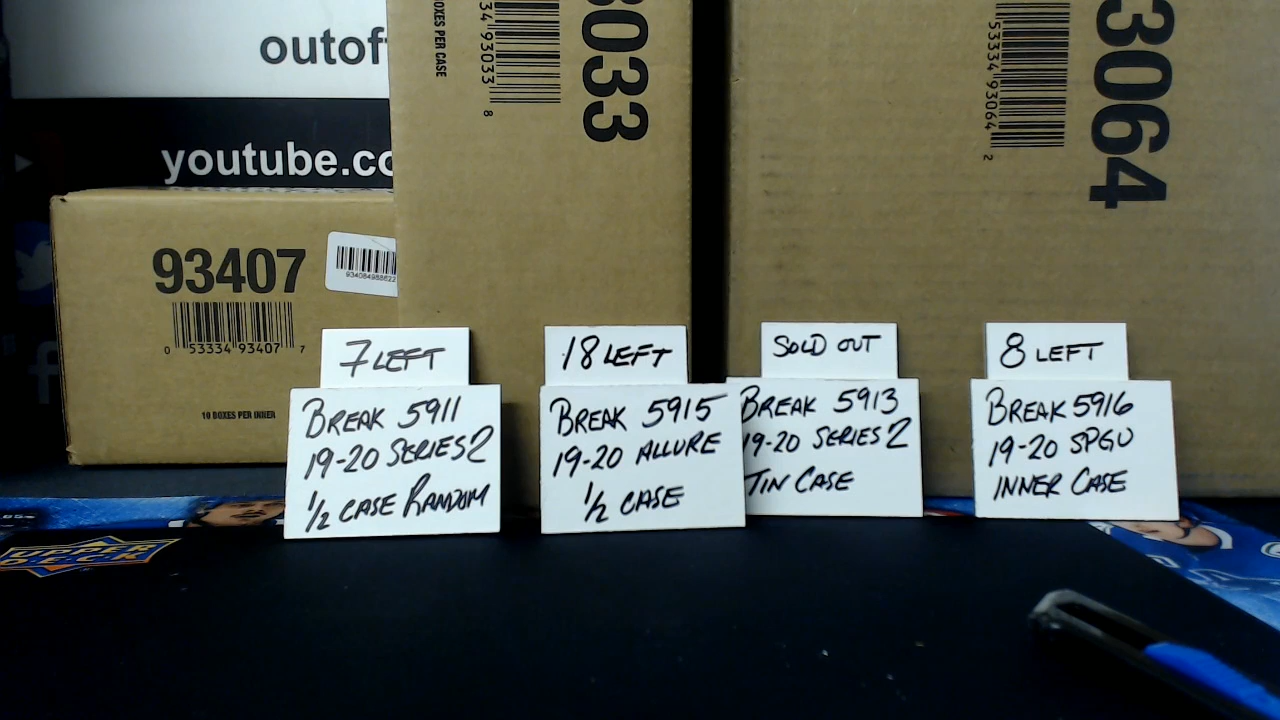 outof
youtube.co
BOXES PER CASE
34 93033 8
3033
53334 93064 2
3064
93407
0 53334 93407 7
10 BOXES PER INNER
7 LEFT
BREAK 5911
19-20 SERIES 2
1/2 CASE RANDOM
18 LEFT
BREAK 5915
19-20 ALLURE
1/2 CASE
SOLD OUT
BREAK 5913
19-20 SERIES 2
TIN CASE
8 LEFT
BREAK 5916
19-20 SPGU
INNER CASE
UPPER
DECK